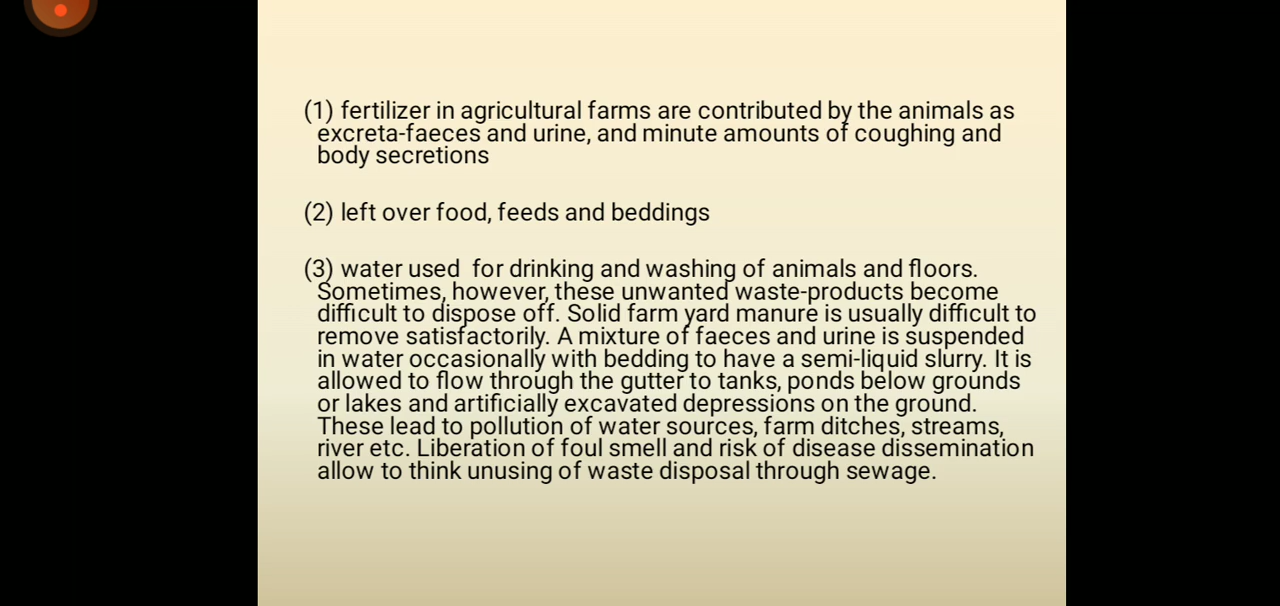 (1) fertilizer in agricultural farms are contributed by the animals as
excreta-faeces and urine, and minute amounts of coughing and
body secretions
(2) left over food, feeds and beddings
(3) water used  for drinking and washing of animals and floors.
Sometimes, however, these unwanted waste-products become
difficult to dispose off. Solid farm yard manure is usually difficult to
remove satisfactorily. A mixture of faeces and urine is suspended
in water occasionally with bedding to have a semi-liquid slurry. It is
allowed to flow through the gutter to tanks, ponds below grounds
or lakes and artificially excavated depressions on the ground.
These lead to pollution of water sources, farm ditches, streams,
river etc. Liberation of foul smell and risk of disease dissemination
allow to think unusing of waste disposal through sewage.